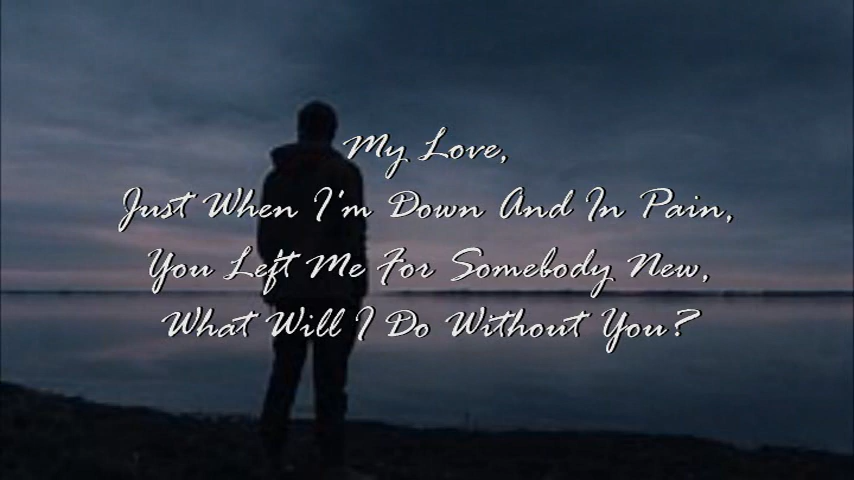 My Love,
Just When I'm Down And In Pain,
You Left Me For Somebody New,
What Will I Do Without You?